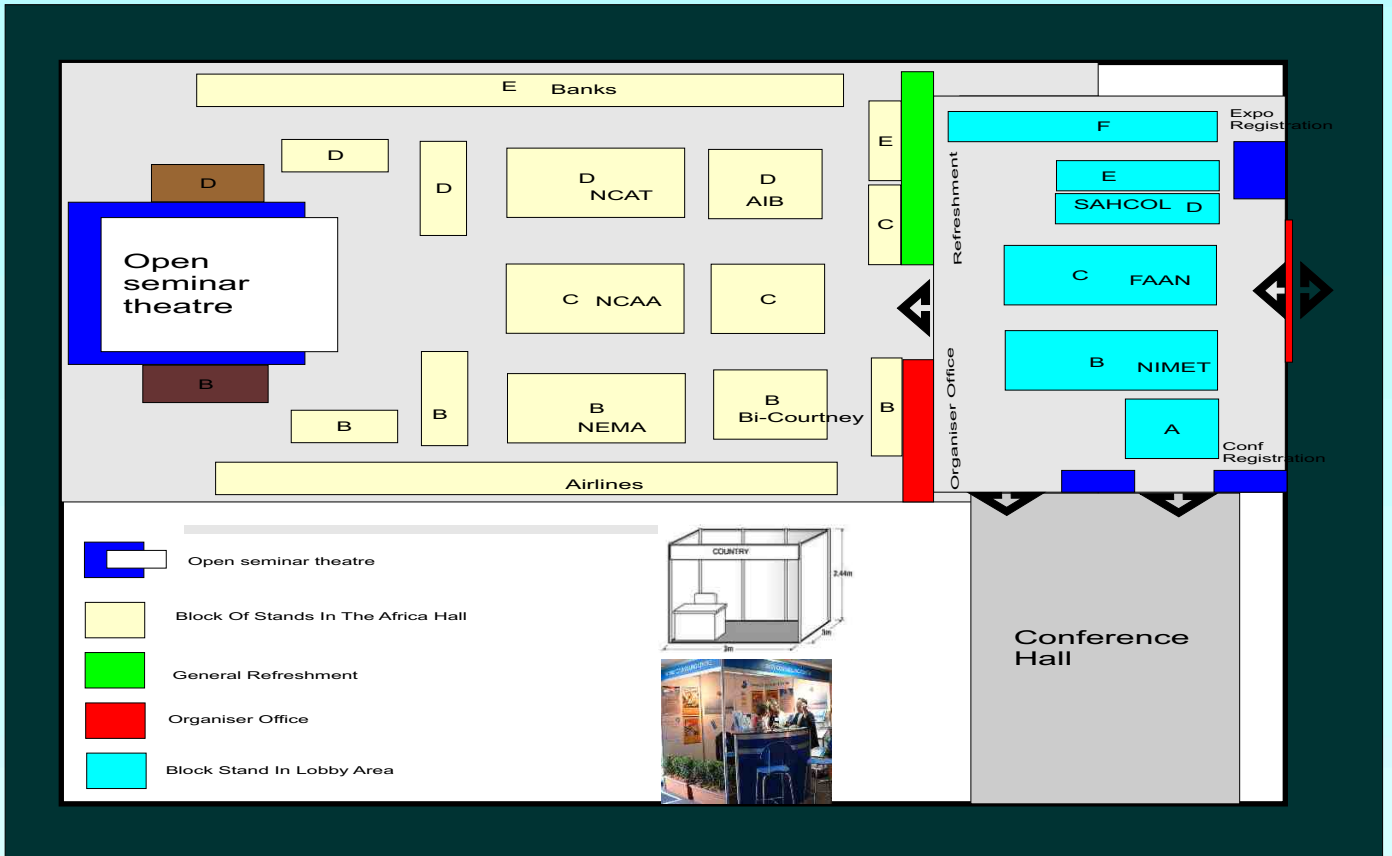 E Banks
D
D
D
D
NCAT
D
AIB
E
C
Refreshment
F
Expo
Registration
E
SAHCOL D
Open
seminar
theatre
C NCAA
C
C FAAN
B
B
B
B
NEMA
B
Bi-Courtney
B
Organiser Office
B NIMET
A
Conf
Registration
Airlines
Open seminar theatre
Block Of Stands In The Africa Hall
General Refreshment
Organiser Office
Block Stand In Lobby Area
COUNTRY
2.44m
3m
3m
Conference
Hall